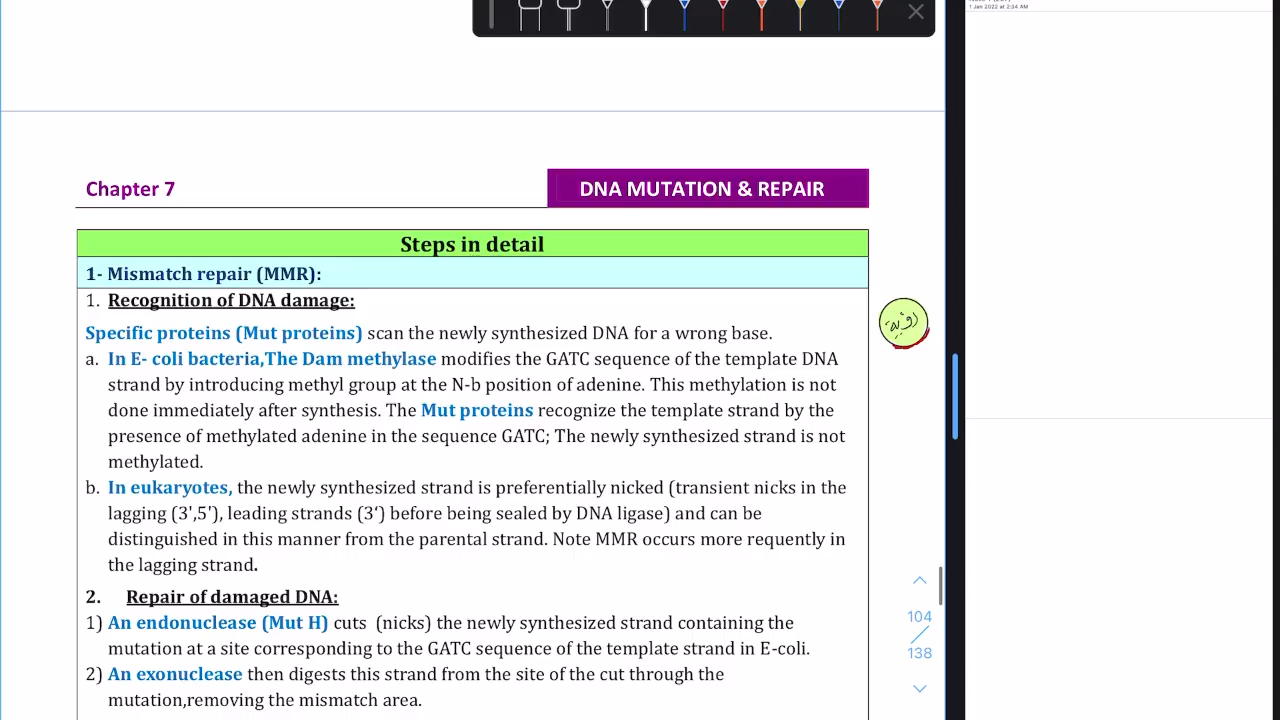 1 Jan 2022 at 2:34 AM
Chapter 7
DNA MUTATION & REPAIR
Steps in detail
1- Mismatch repair (MMR):
1. Recognition of DNA damage:
Specific proteins (Mut proteins) scan the newly synthesized DNA for a wrong base.
a. In E- coli bacteria,The Dam methylase modifies the GATC sequence of the template DNA
strand by introducing methyl group at the N-b position of adenine. This methylation is not
done immediately after synthesis. The Mut proteins recognize the template strand by the
presence of methylated adenine in the sequence GATC; The newly synthesized strand is not
methylated.
b. In eukaryotes, the newly synthesized strand is preferentially nicked (transient nicks in the
lagging (3',5'), leading strands (3‘) before being sealed by DNA ligase) and can be
distinguished in this manner from the parental strand. Note MMR occurs more requently in
the lagging strand.
2. Repair of damaged DNA:
1) An endonuclease (Mut H) cuts (nicks) the newly synthesized strand containing the
mutation at a site corresponding to the GATC sequence of the template strand in E-coli.
2) An exonuclease then digests this strand from the site of the cut through the
mutation,removing the mismatch area.
104
138